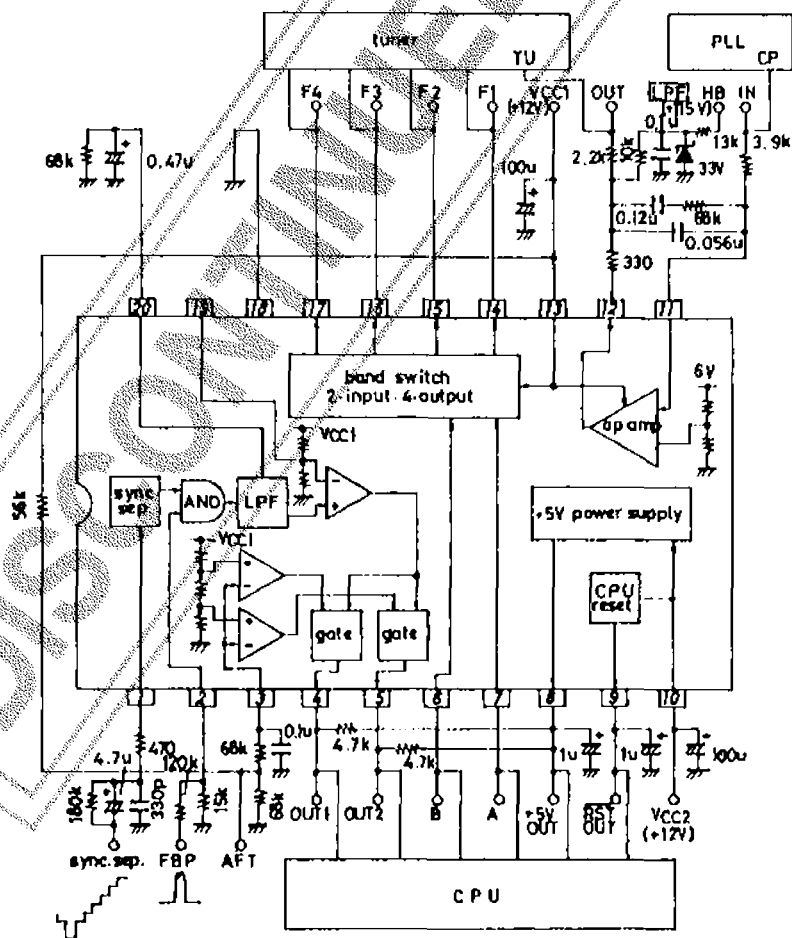 tuner
TU
PLL
CP
F4 F3 F2 F1 VCC1 (+12V) OUT LPF HB IN
68k 0.47u
100u
2.2k
13k 3.9k
33V
0.12u 68k
0.056u
330
20 19 18 17 16 15 14 13 12 11
band switch
2-input 4-output
6V
op amp
VCC1
sync sep
AND
LPF
56k
+5V power supply
VCC1
CPU reset
gate gate
1 2 3 4 5 6 7 8 9 10
470
68k
0.1u
4.7k
4.7k
1u
1u
100u
4.7u
120k
180k
330p
15k
68k
OUT1 OUT2 B A +5V OUT RST OUT VCC2 (+12V)
sync.sep. FBP AFT
CPU
DISCONTINUED